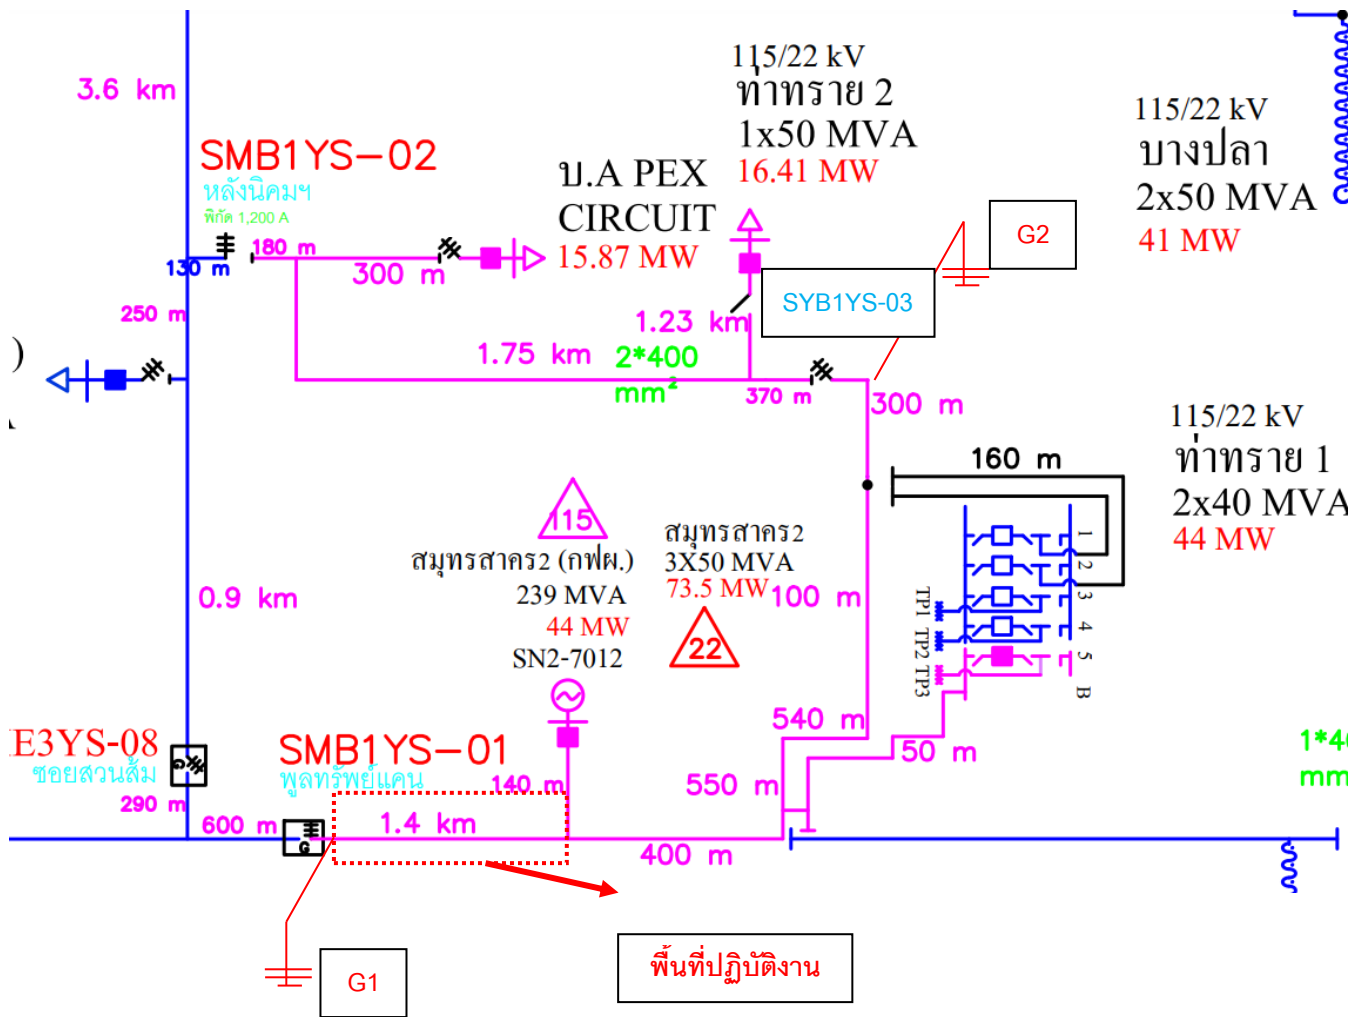 3.6 km
SMB1YS-02
หลังนิคมฯ
พิกัด 1,200 A
180 m
130 m
300 m
250 m
บ.A PEX
CIRCUIT
15.87 MW
115/22 kV
ท่าทราย 2
1x50 MVA
16.41 MW
G2
SYB1YS-03
115/22 kV
บางปลา
2x50 MVA
41 MW
)
1.23 km
1.75 km
2*400
mm²
370 m
300 m
115/22 kV
ท่าทราย 1
2x40 MVA
44 MW
160 m
1
2
3
4
5
B
TP1
TP2
TP3
115
สมุทรสาคร2 (กฟผ.)
239 MVA
44 MW
SN2-7012
สมุทรสาคร2
3X50 MVA
73.5 MW
22
100 m
0.9 km
540 m
50 m
550 m
E3YS-08
ซอยสวนส้ม
G
290 m
600 m
SMB1YS-01
พูลทรัพย์แคน
140 m
1.4 km
G
400 m
1*40
mm
G1
พื้นที่ปฏิบัติงาน